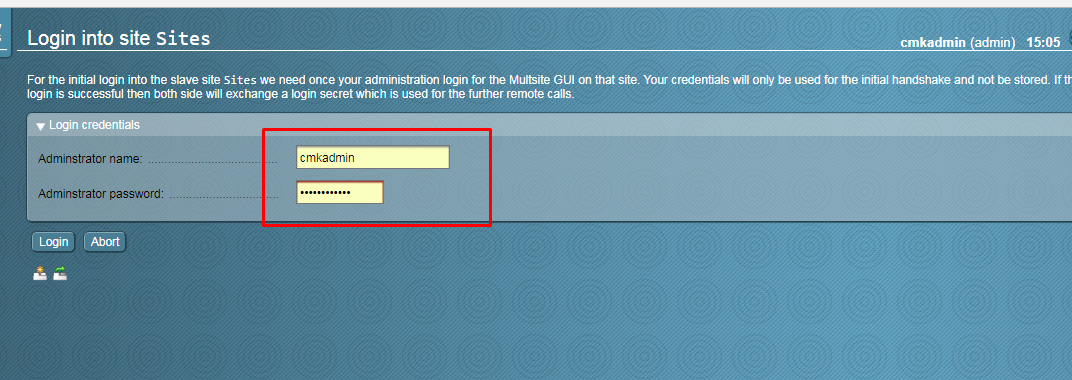 Login into site Sites
cmkadmin (admin) 15:05
For the initial login into the slave site Sites we need once your administration login for the Multsite GUI on that site. Your credentials will only be used for the initial handshake and not be stored. If
login is successful then both side will exchange a login secret which is used for the further remote calls.
Login credentials
Adminstrator name: cmkadmin
Adminstrator password: ••••••••••••
Login Abort